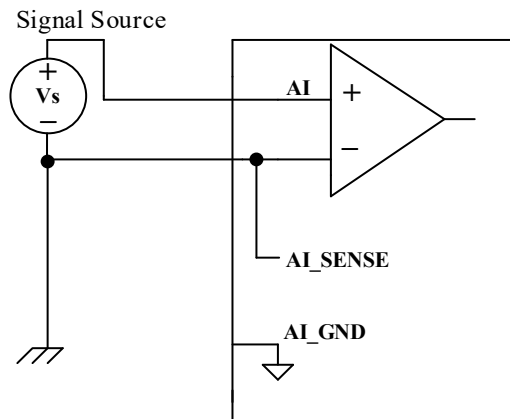 Signal Source
+
Vs
−
AI
+
−
AI_SENSE
AI_GND